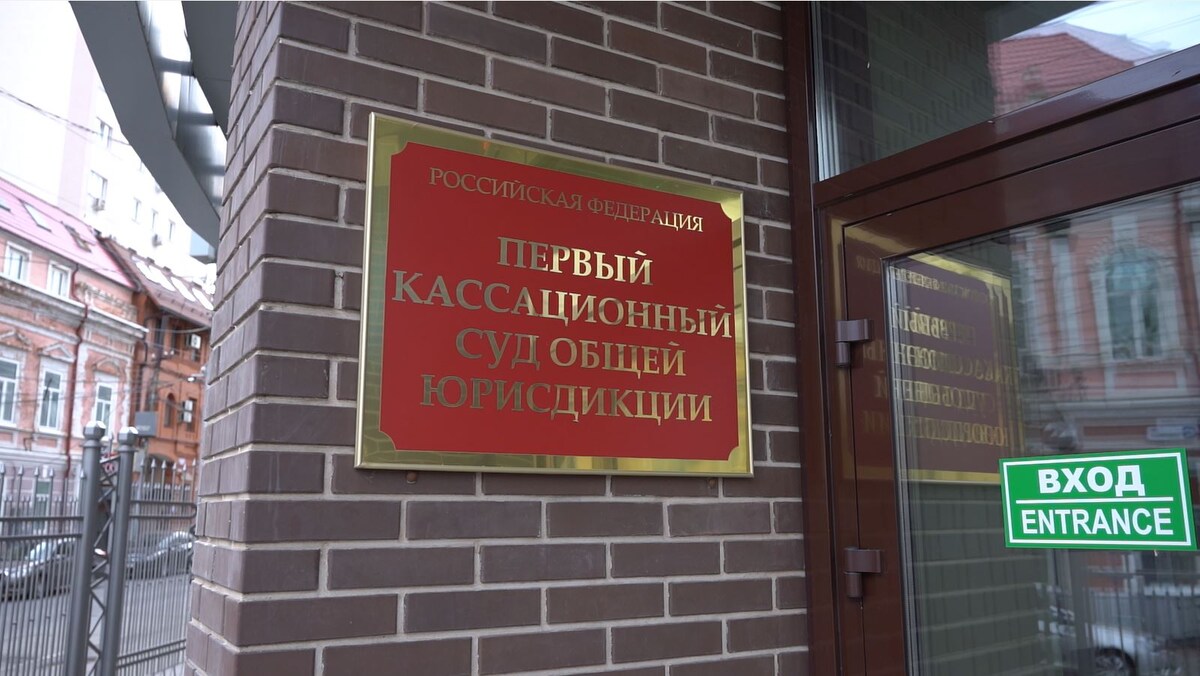 РОССИЙСКАЯ ФЕДЕРАЦИЯ
ПЕРВЫЙ
КАССАЦИОННЫЙ
СУД ОБЩЕЙ
ЮРИСДИКЦИИ
ВХОД
ENTRANCE